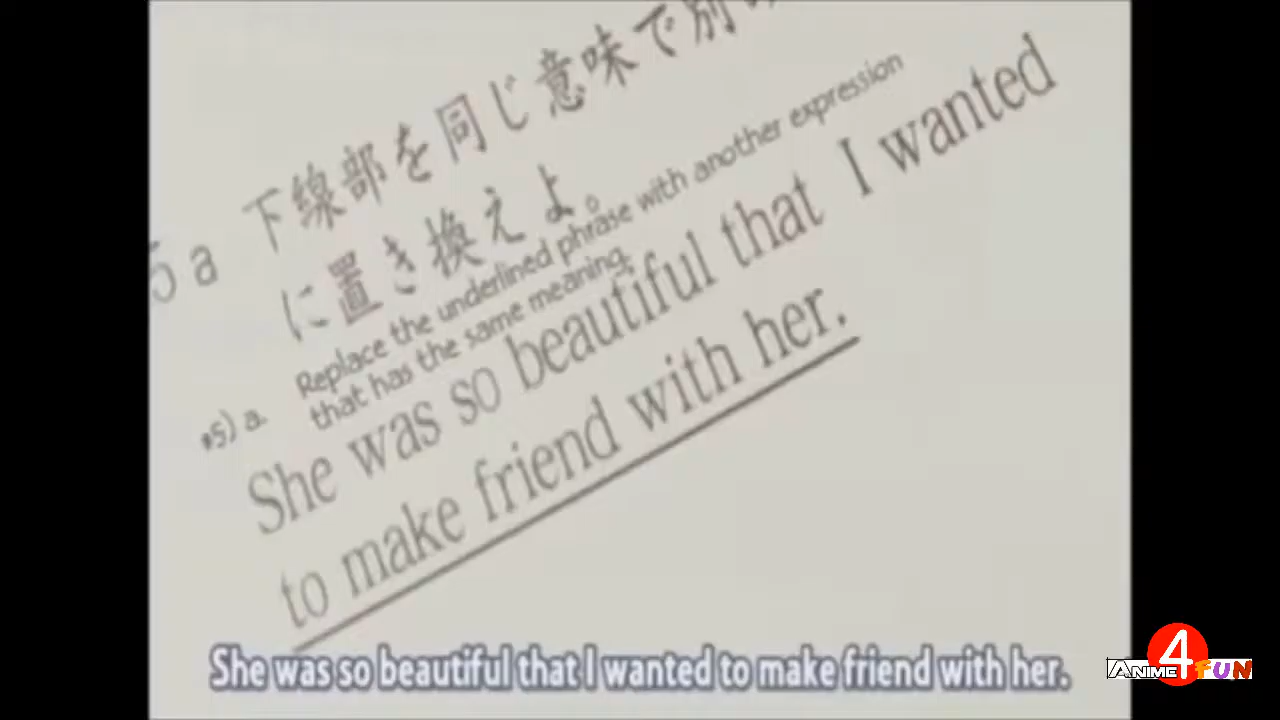 下線部を同じ意味で別
5 a
に置き換えよ。
Replace the underlined phrase with another expression
that has the same meaning.
*5) a.
She was so beautiful that I wanted
to make friend with her.
She was so beautiful that I wanted to make friend with her.
ANIME 4 FUN